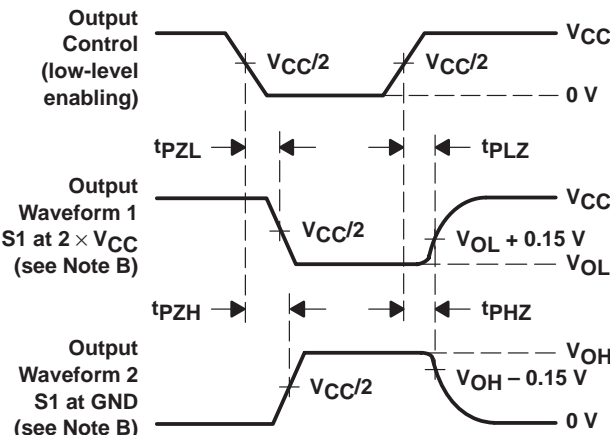 Output
Control
(low-level
enabling)
VCC/2
VCC/2
VCC
0 V
tPZL
tPLZ
Output
Waveform 1
S1 at 2 × VCC
(see Note B)
VCC/2
VCC
VOL + 0.15 V
VOL
tPZH
tPHZ
Output
Waveform 2
S1 at GND
(see Note B)
VCC/2
VOH
VOH – 0.15 V
0 V